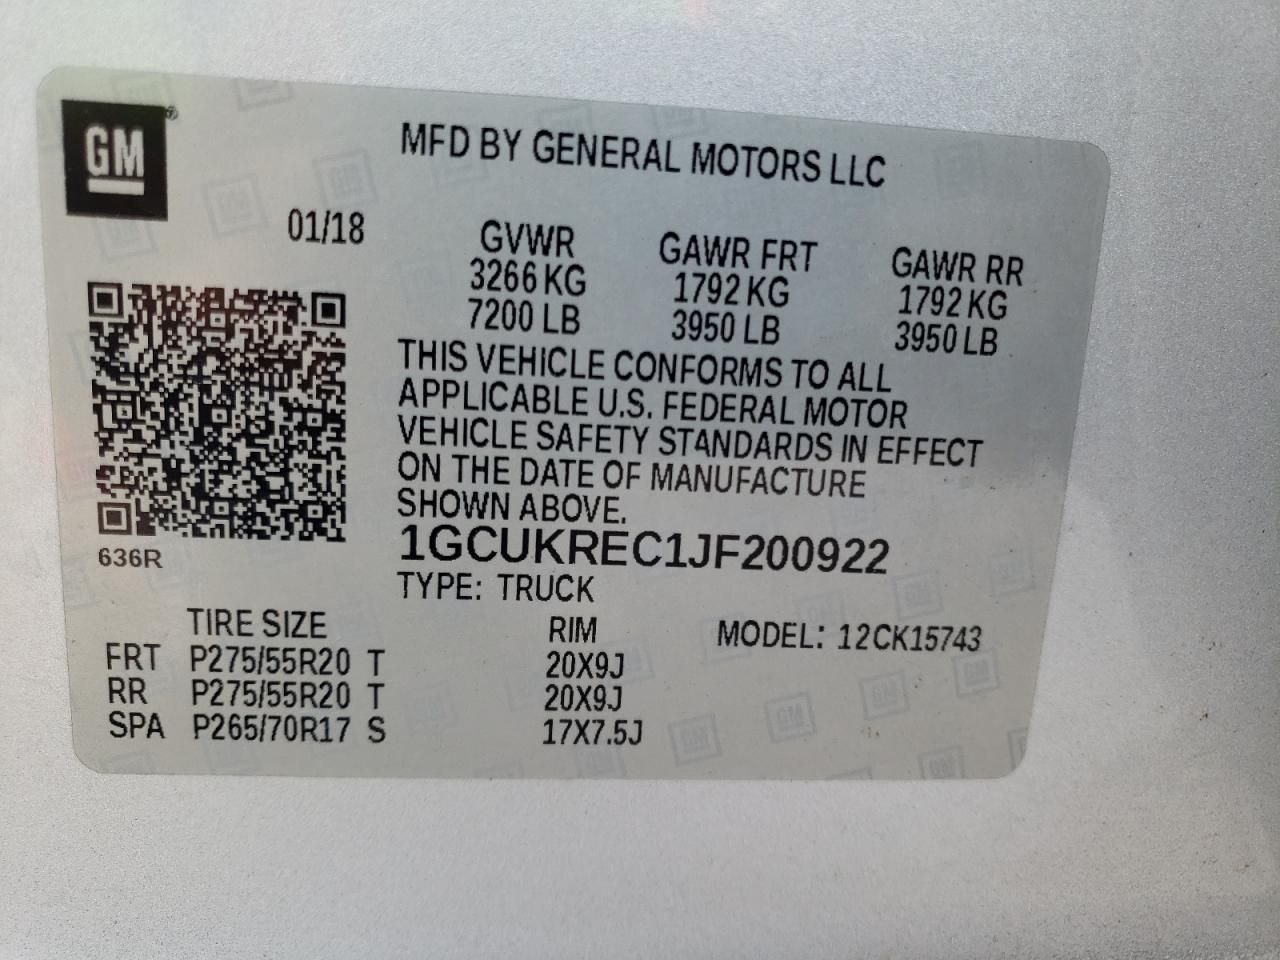 GM®
MFD BY GENERAL MOTORS LLC
01/18
GVWR GAWR FRT GAWR RR
3266 KG 1792 KG 1792 KG
7200 LB 3950 LB 3950 LB
THIS VEHICLE CONFORMS TO ALL
APPLICABLE U.S. FEDERAL MOTOR
VEHICLE SAFETY STANDARDS IN EFFECT
ON THE DATE OF MANUFACTURE
SHOWN ABOVE.
636R
1GCUKREC1JF200922
TYPE: TRUCK
TIRE SIZE RIM MODEL: 12CK15743
FRT P275/55R20 T 20X9J
RR P275/55R20 T 20X9J
SPA P265/70R17 S 17X7.5J